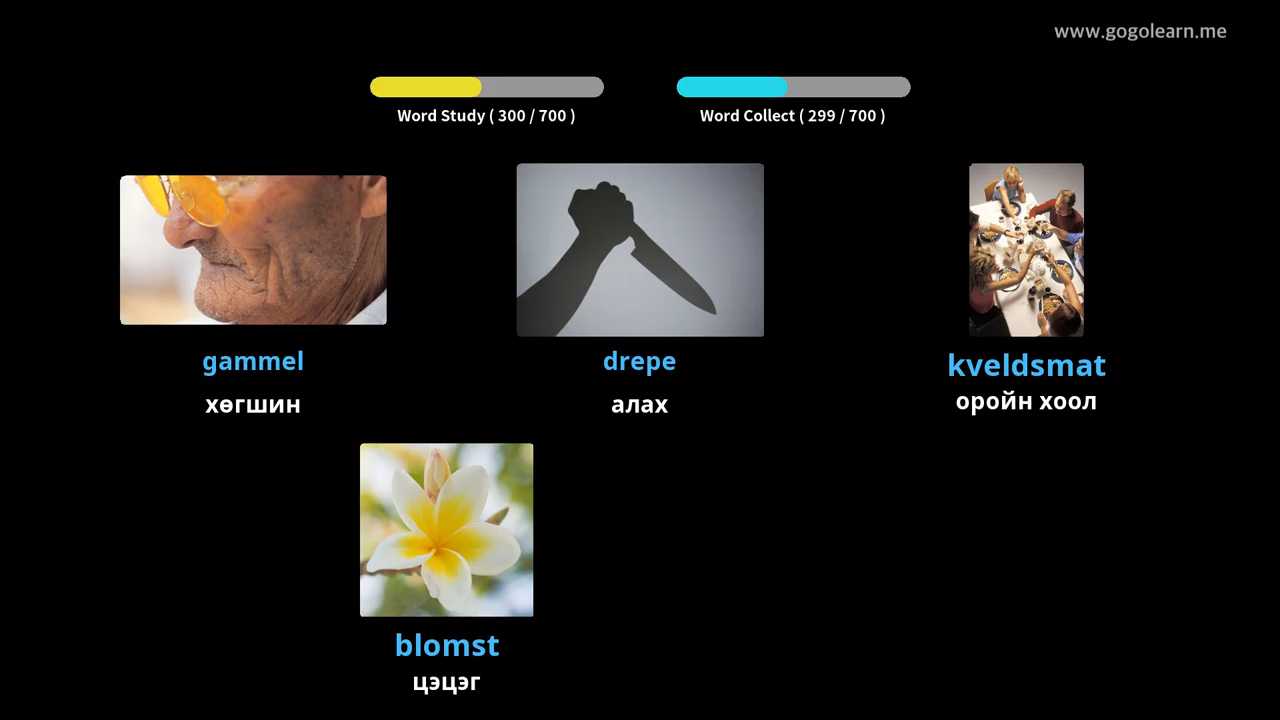 www.gogolearn.me
Word Study ( 300 / 700 )
Word Collect ( 299 / 700 )
gammel
хөгшин
drepe
алах
kveldsmat
оройн хоол
blomst
цэцэг